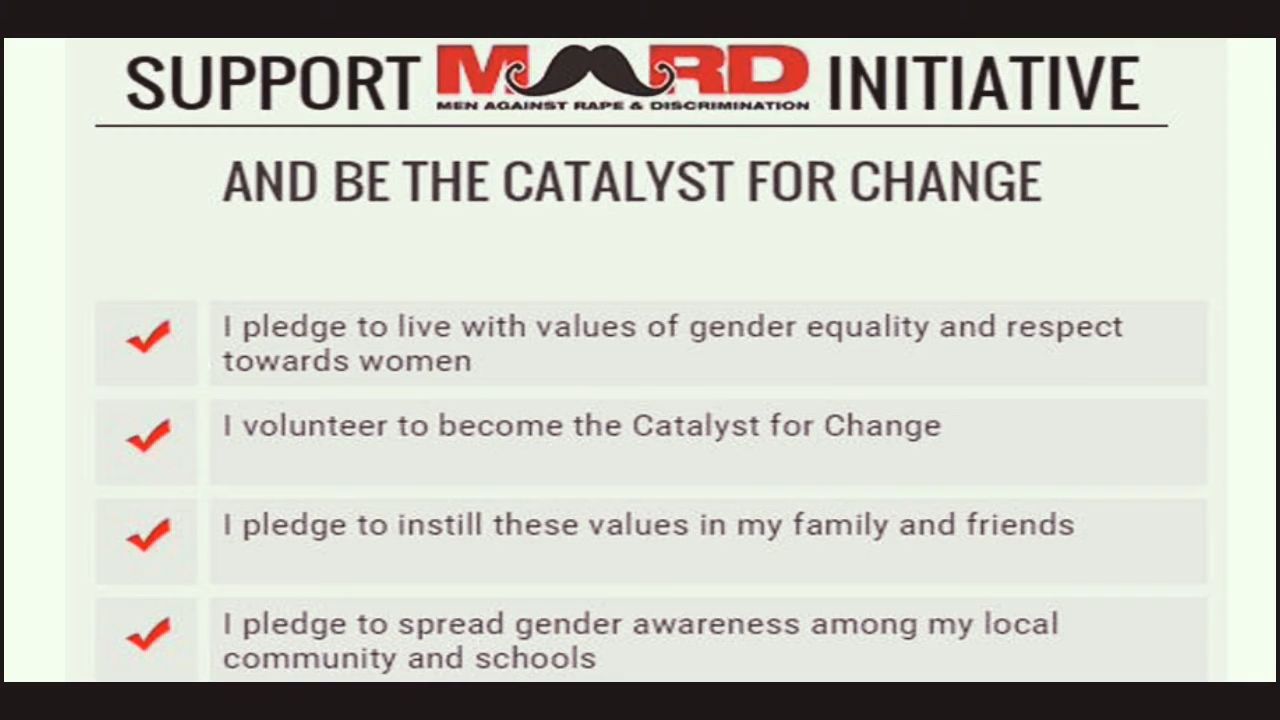 SUPPORT MARD INITIATIVE
MEN AGAINST RAPE & DISCRIMINATION
AND BE THE CATALYST FOR CHANGE
I pledge to live with values of gender equality and respect
towards women
I volunteer to become the Catalyst for Change
I pledge to instill these values in my family and friends
I pledge to spread gender awareness among my local
community and schools